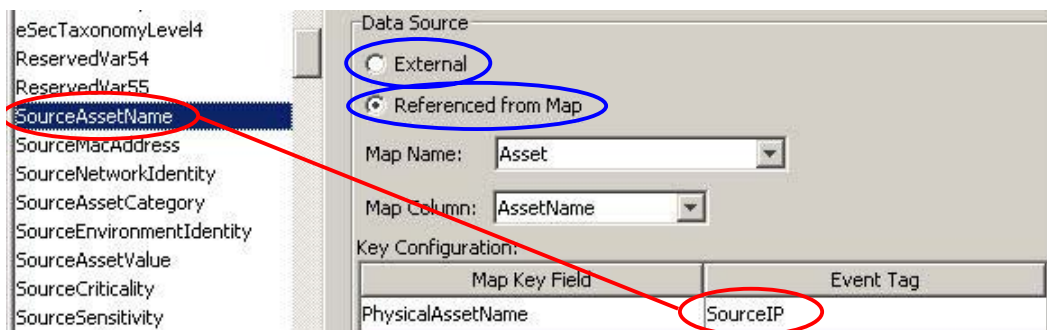 eSecTaxonomyLevel4
ReservedVar54
ReservedVar55
SourceAssetName
SourceMacAddress
SourceNetworkIdentity
SourceAssetCategory
SourceEnvironmentIdentity
SourceAssetValue
SourceCriticality
SourceSensitivity
Data Source
External
Referenced from Map
Map Name: Asset
Map Column: AssetName
Key Configuration:
Map Key Field Event Tag
PhysicalAssetName SourceIP